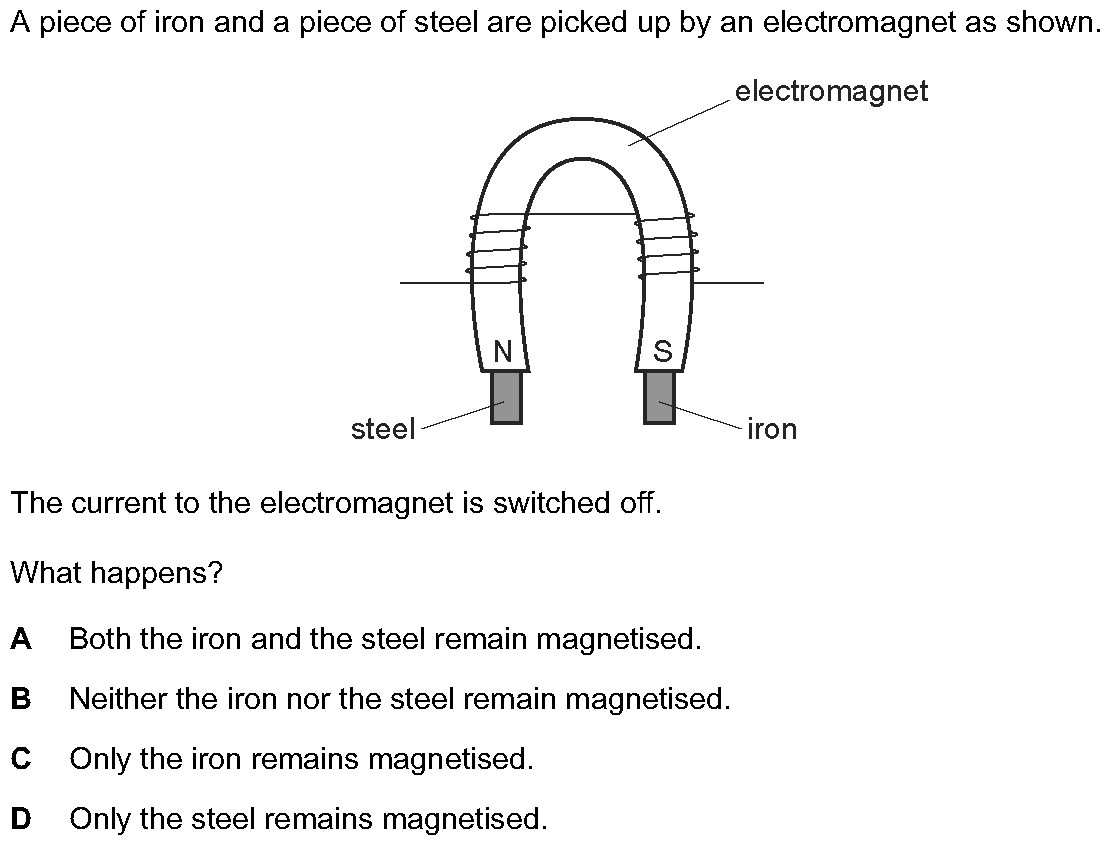 A piece of iron and a piece of steel are picked up by an electromagnet as shown.
electromagnet
N
S
steel
iron
The current to the electromagnet is switched off.
What happens?
A Both the iron and the steel remain magnetised.
B Neither the iron nor the steel remain magnetised.
C Only the iron remains magnetised.
D Only the steel remains magnetised.